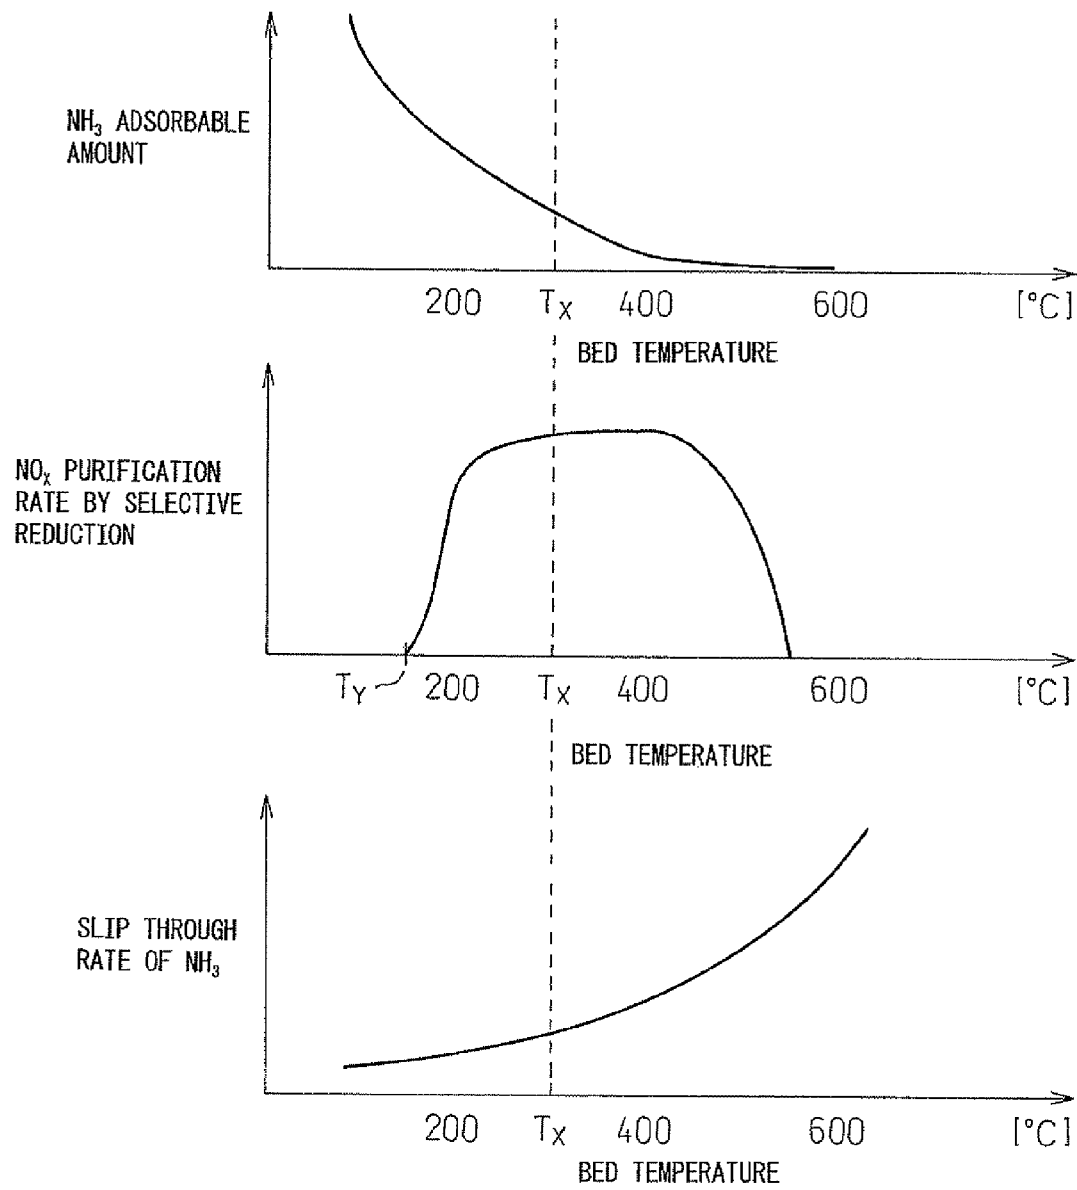 NH₃ ADSORBABLE
AMOUNT
200 Tₓ 400 600 [°C]
BED TEMPERATURE
NOₓ PURIFICATION
RATE BY SELECTIVE
REDUCTION
T_Y 200 Tₓ 400 600 [°C]
BED TEMPERATURE
SLIP THROUGH
RATE OF NH₃
200 Tₓ 400 600 [°C]
BED TEMPERATURE